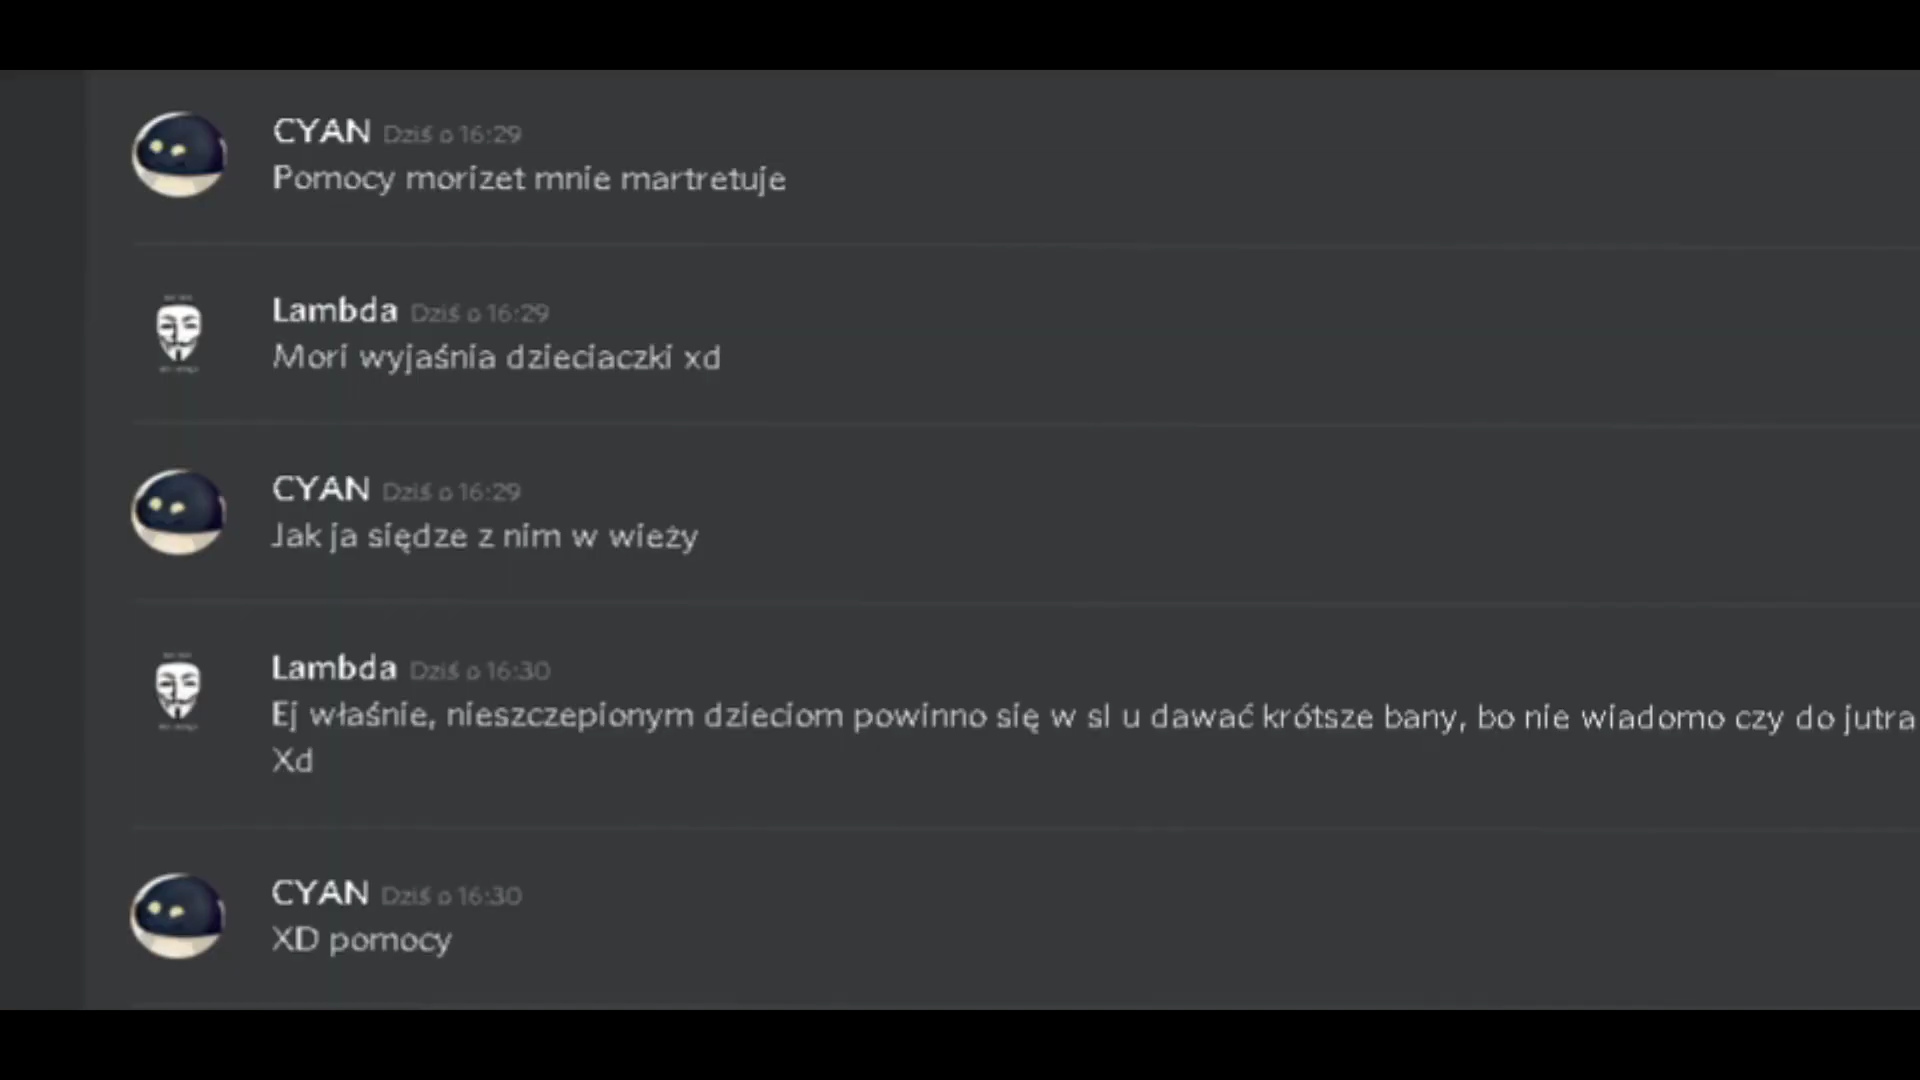 CYAN Dziś o 16:29
Pomocy morizet mnie martretuje
Lambda Dziś o 16:29
Mori wyjaśnia dzieciaczki xd
CYAN Dziś o 16:29
Jak ja siędze z nim w wieży
Lambda Dziś o 16:30
Ej właśnie, nieszczepionym dzieciom powinno się w sl u dawać krótsze bany, bo nie wiadomo czy do jutra
Xd
CYAN Dziś o 16:30
XD pomocy